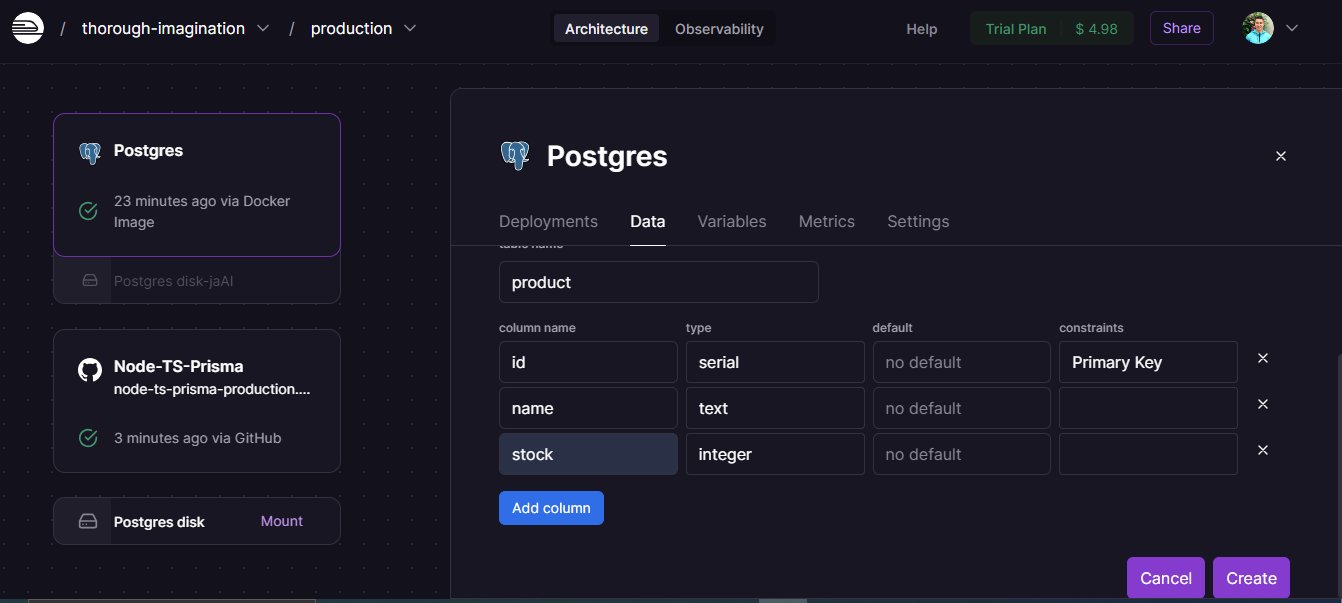 / thorough-imagination / production Architecture Observability Help Trial Plan $ 4.98 Share
Postgres
23 minutes ago via Docker
Image
Postgres disk-jaAI
Node-TS-Prisma
node-ts-prisma-production....
3 minutes ago via GitHub
Postgres disk Mount
Postgres
Deployments Data Variables Metrics Settings
table name
product
column name type default constraints
id serial no default Primary Key
name text no default
stock integer no default
Add column
Cancel Create